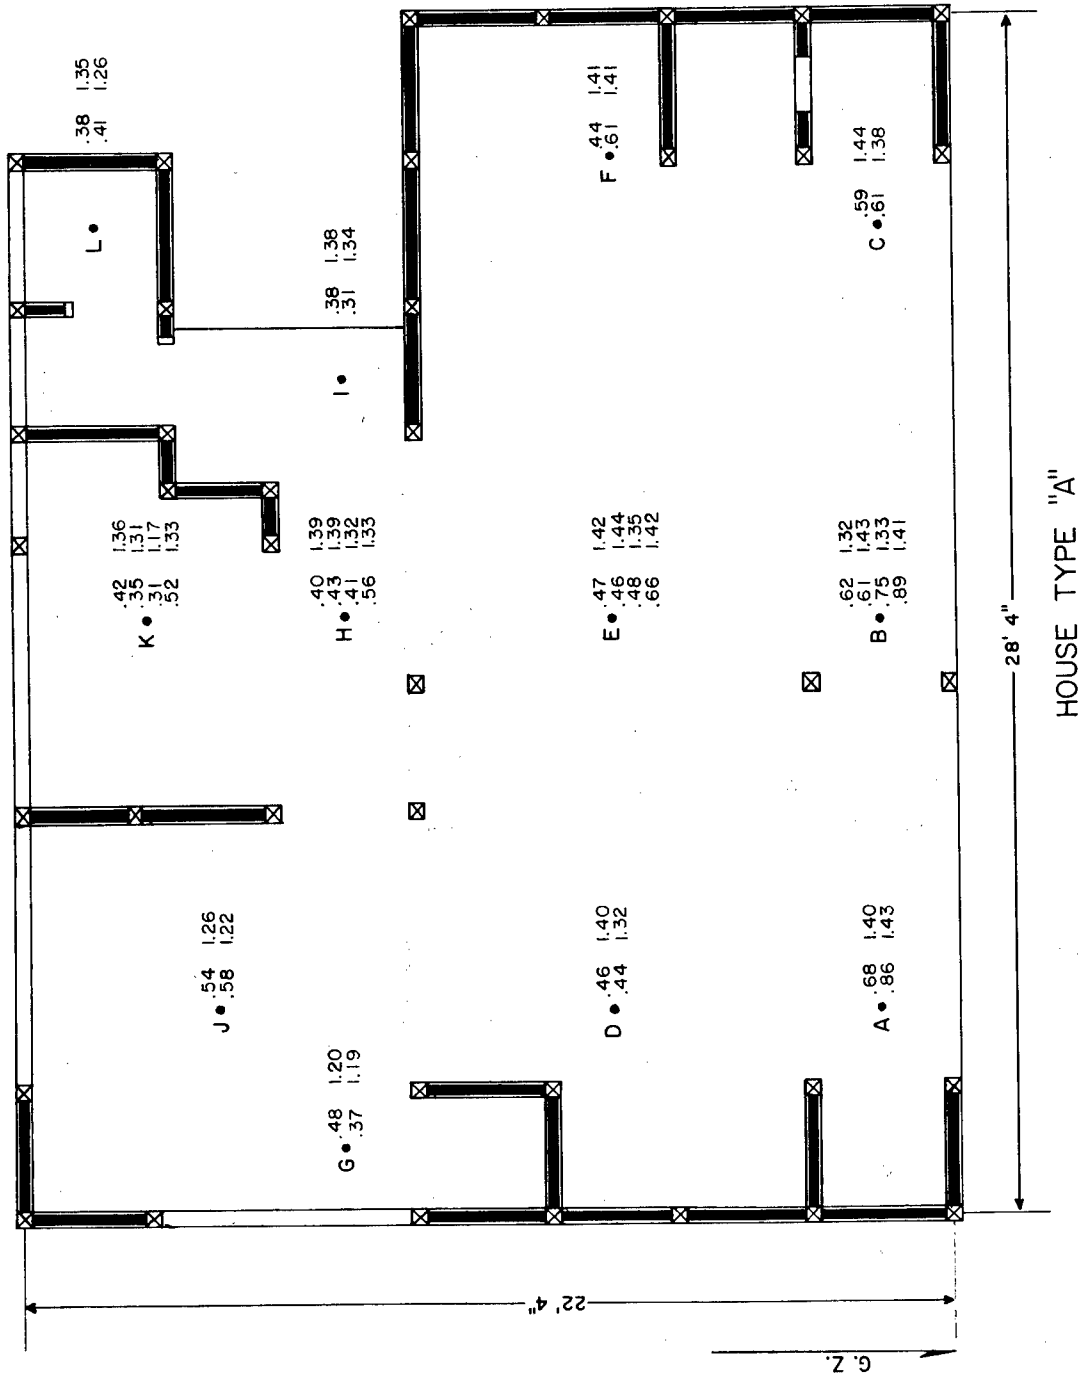 L • .38 1.35
.41 1.26
I • .38 1.38
.31 1.34
F • .44 1.41
.61 1.41
C • .59 1.44
.61 1.38
K • .42 1.36
.35 1.31
.31 1.17
.52 1.33
H • .40 1.39
.43 1.39
.41 1.32
.56 1.33
E • .47 1.42
.46 1.44
.48 1.35
.66 1.42
B • .62 1.32
.61 1.43
.75 1.33
.89 1.41
J • .54 1.26
.58 1.22
G • .48 1.20
.37 1.19
D • .46 1.40
.44 1.32
A • .68 1.40
.86 1.43
28' 4"
22' 4"
G. Z.
HOUSE TYPE "A"